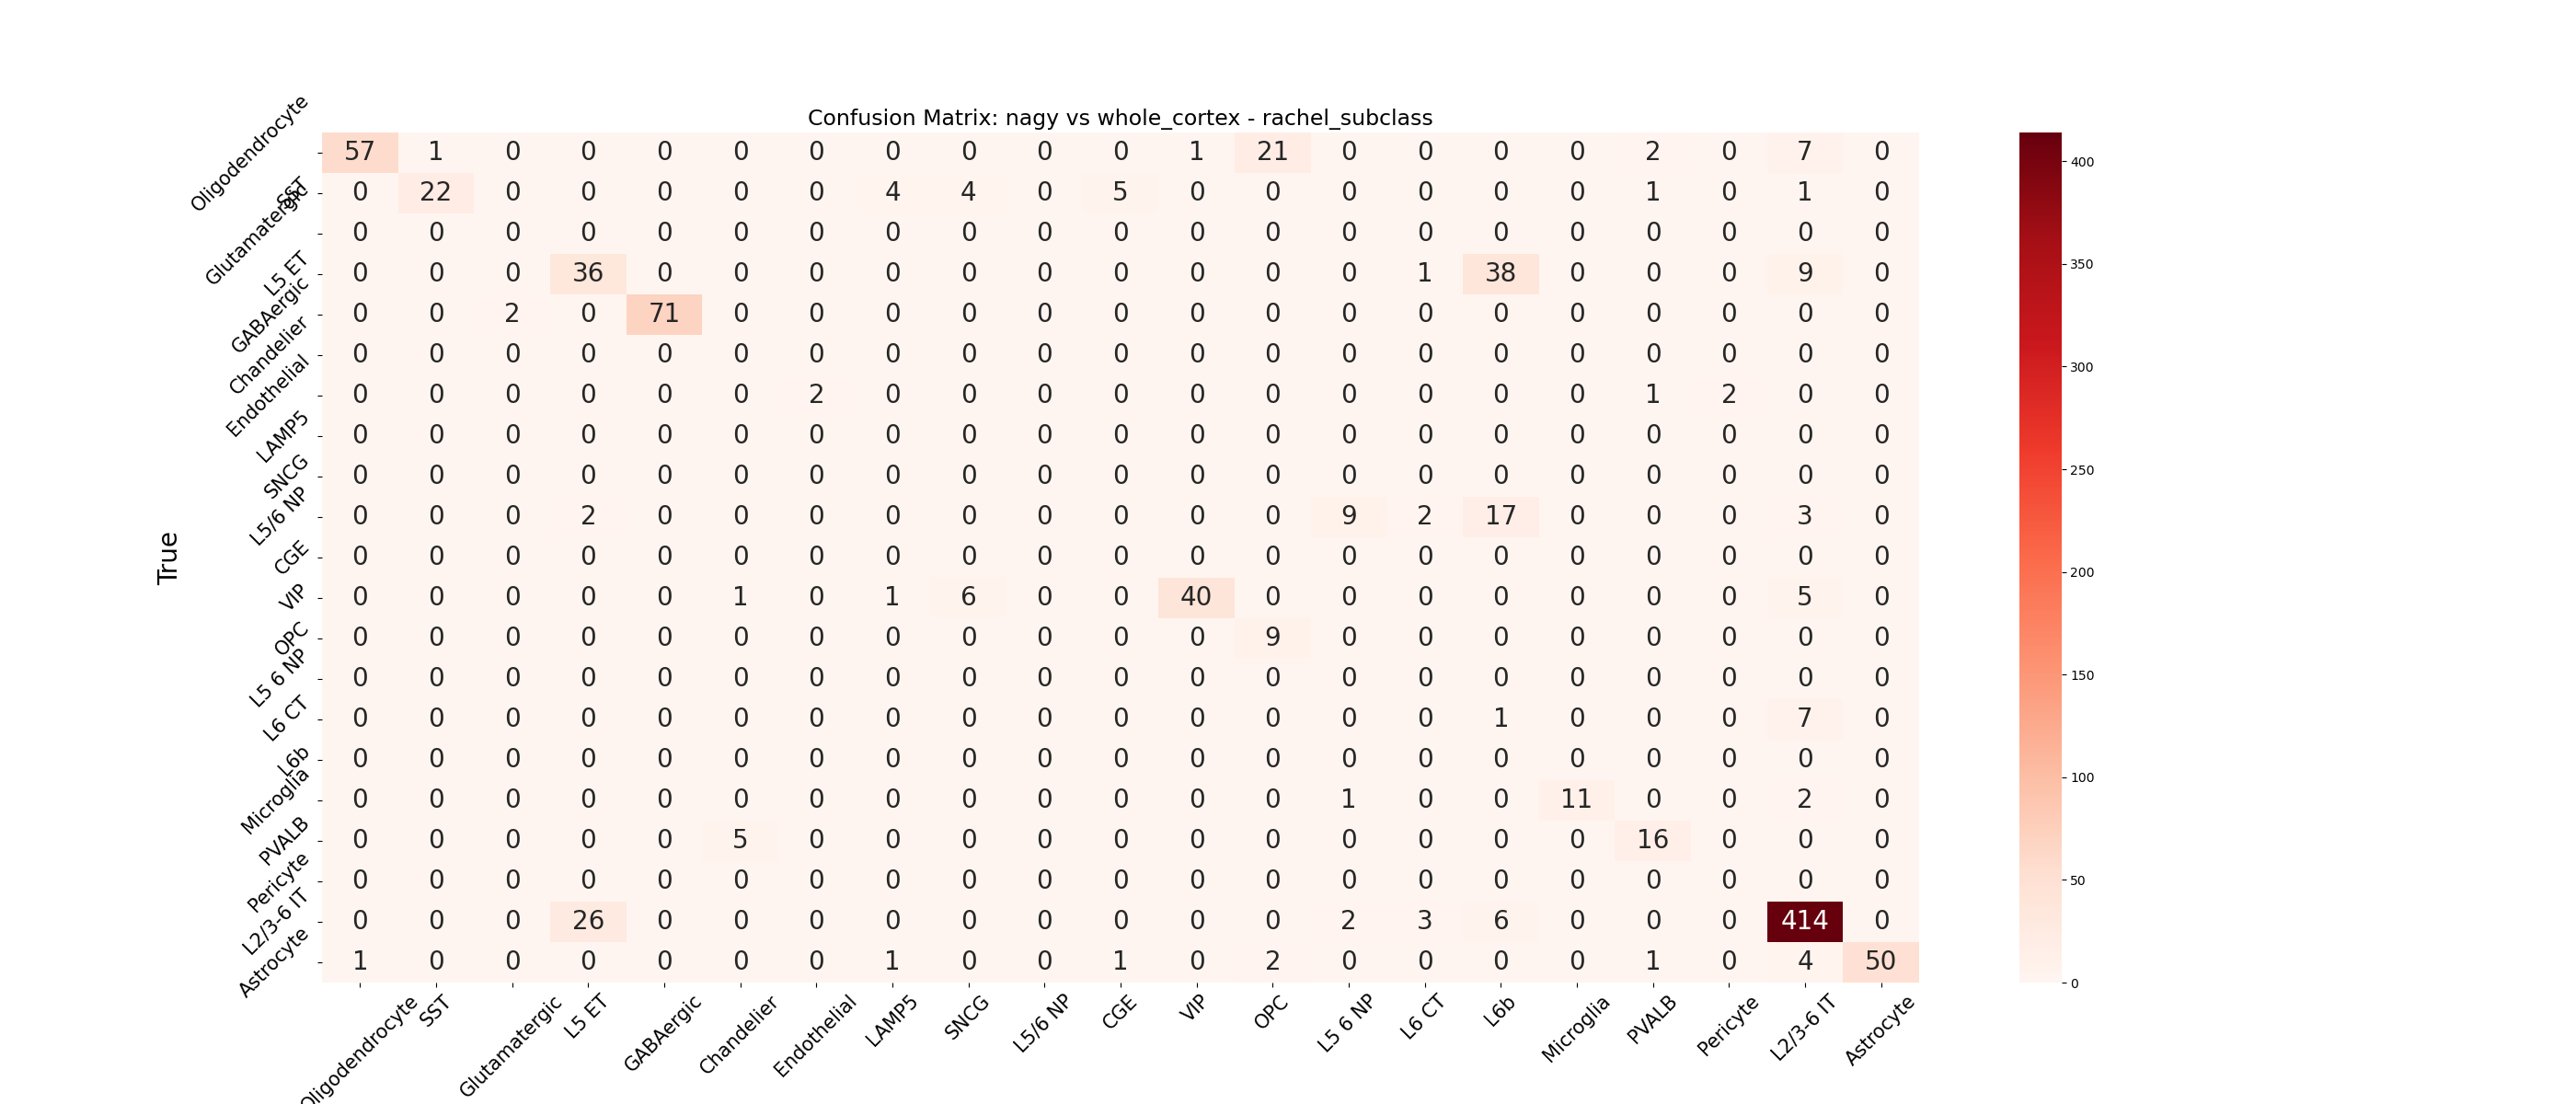 Confusion Matrix: nagy vs whole_cortex - rachel_subclass
True
Oligodendrocyte 57 1 0 0 0 0 0 0 0 0 0 1 21 0 0 0 0 2 0 7 0
SST 0 22 0 0 0 0 0 4 4 0 5 0 0 0 0 0 0 1 0 1 0
Glutamatergic 0 0 0 0 0 0 0 0 0 0 0 0 0 0 0 0 0 0 0 0 0
L5 ET 0 0 0 36 0 0 0 0 0 0 0 0 0 0 1 38 0 0 0 9 0
GABAergic 0 0 2 0 71 0 0 0 0 0 0 0 0 0 0 0 0 0 0 0 0
Chandelier 0 0 0 0 0 0 0 0 0 0 0 0 0 0 0 0 0 0 0 0 0
Endothelial 0 0 0 0 0 0 2 0 0 0 0 0 0 0 0 0 0 1 2 0 0
LAMP5 0 0 0 0 0 0 0 0 0 0 0 0 0 0 0 0 0 0 0 0 0
SNCG 0 0 0 0 0 0 0 0 0 0 0 0 0 0 0 0 0 0 0 0 0
L5/6 NP 0 0 0 2 0 0 0 0 0 0 0 0 0 9 2 17 0 0 0 3 0
CGE 0 0 0 0 0 0 0 0 0 0 0 0 0 0 0 0 0 0 0 0 0
VIP 0 0 0 0 0 1 0 1 6 0 0 40 0 0 0 0 0 0 0 5 0
OPC 0 0 0 0 0 0 0 0 0 0 0 0 9 0 0 0 0 0 0 0 0
L5 6 NP 0 0 0 0 0 0 0 0 0 0 0 0 0 0 0 0 0 0 0 0 0
L6 CT 0 0 0 0 0 0 0 0 0 0 0 0 0 0 0 1 0 0 0 7 0
L6b 0 0 0 0 0 0 0 0 0 0 0 0 0 0 0 0 0 0 0 0 0
Microglia 0 0 0 0 0 0 0 0 0 0 0 0 0 1 0 0 11 0 0 2 0
PVALB 0 0 0 0 0 5 0 0 0 0 0 0 0 0 0 0 0 16 0 0 0
Pericyte 0 0 0 0 0 0 0 0 0 0 0 0 0 0 0 0 0 0 0 0 0
L2/3-6 IT 0 0 0 26 0 0 0 0 0 0 0 0 0 2 3 6 0 0 0 414 0
Astrocyte 1 0 0 0 0 0 0 1 0 0 1 0 2 0 0 0 0 1 0 4 50
Oligodendrocyte SST Glutamatergic L5 ET GABAergic Chandelier Endothelial LAMP5 SNCG L5/6 NP CGE VIP OPC L5 6 NP L6 CT L6b Microglia PVALB Pericyte L2/3-6 IT Astrocyte
400
350
300
250
200
150
100
50
0